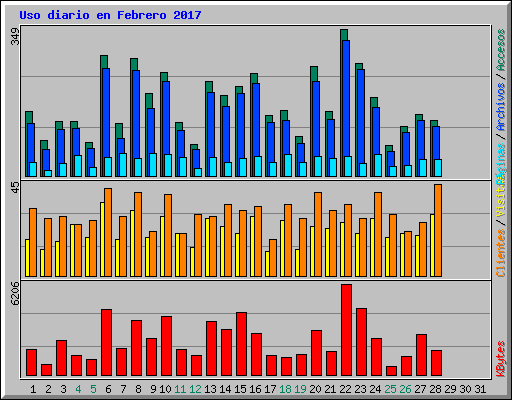 Uso diario en Febrero 2017
349
45
6206
Clientes / Visitas
Páginas / Archivos / Accesos
KBytes
1 2 3 4 5 6 7 8 9 10 11 12 13 14 15 16 17 18 19 20 21 22 23 24 25 26 27 28 29 30 31